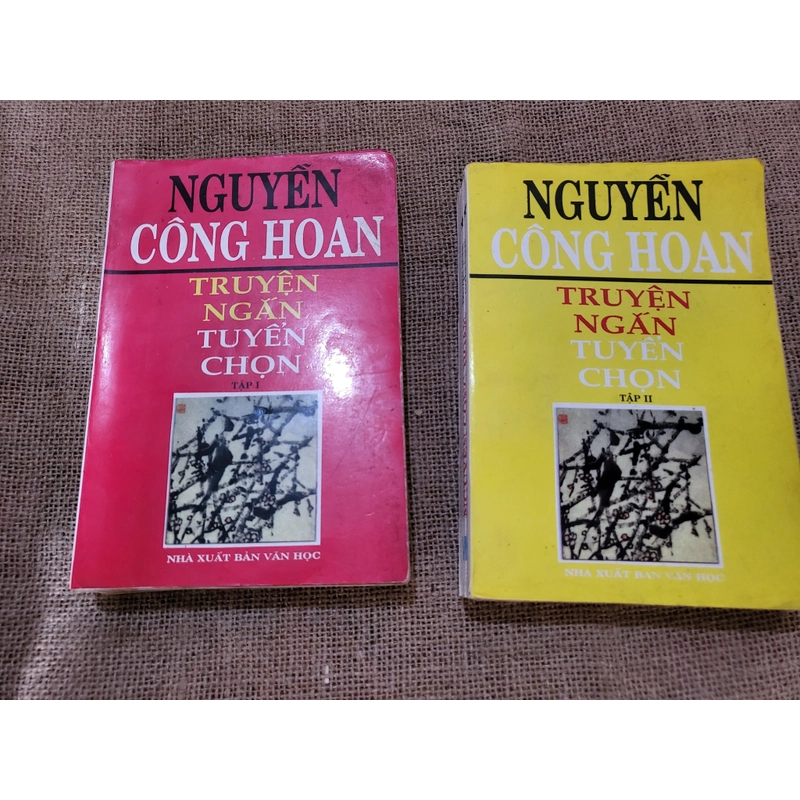 NGUYỄN
CÔNG HOAN
TRUYỆN
NGẮN
TUYỂN
CHỌN
TẬP I
NHÀ XUẤT BẢN VĂN HỌC
NGUYỄN
CÔNG HOAN
TRUYỆN
NGẮN
TUYỂN
CHỌN
TẬP II
NHÀ XUẤT BẢN VĂN HỌC